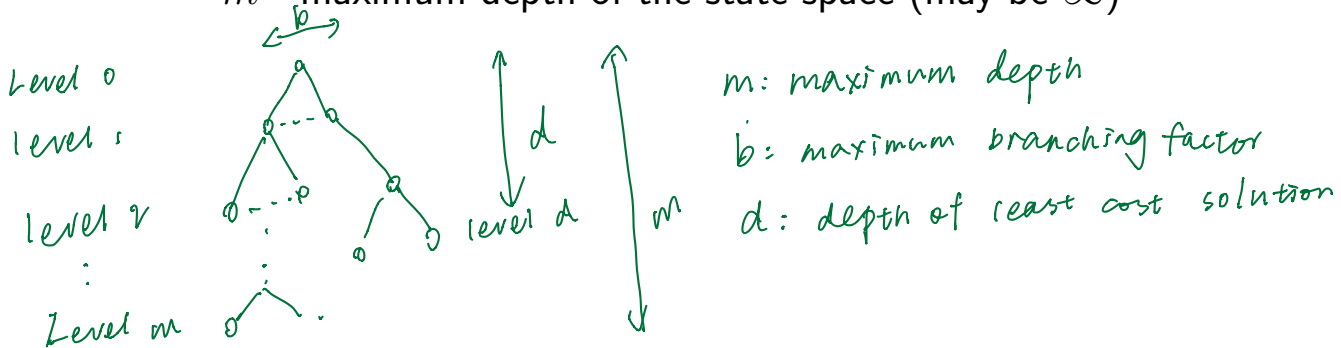 m maximum depth of the state space (may be ∞)
b
Level 0
level 1
level 2
⋮
Level m
d
level d
m
m: maximum depth
b: maximum branching factor
d: depth of least cost solution